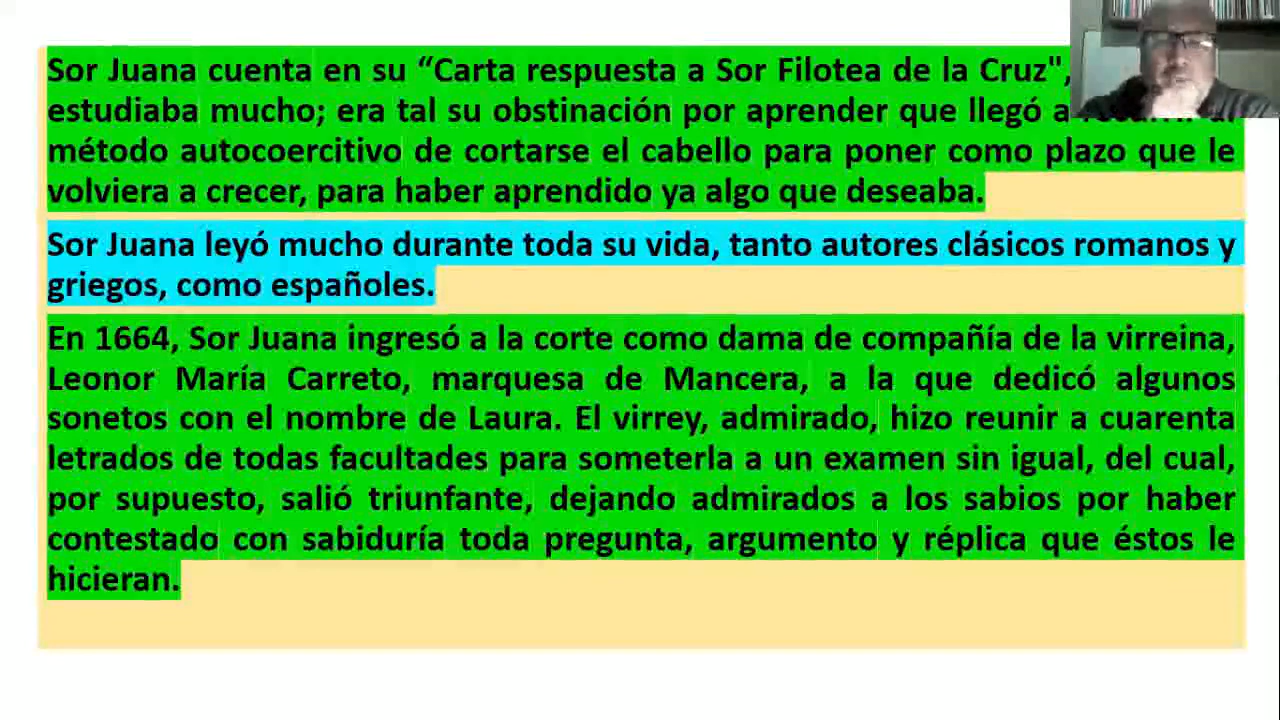 Sor Juana cuenta en su “Carta respuesta a Sor Filotea de la Cruz",
estudiaba mucho; era tal su obstinación por aprender que llegó a
método autocoercitivo de cortarse el cabello para poner como plazo que le
volviera a crecer, para haber aprendido ya algo que deseaba.
Sor Juana leyó mucho durante toda su vida, tanto autores clásicos romanos y
griegos, como españoles.
En 1664, Sor Juana ingresó a la corte como dama de compañía de la virreina,
Leonor María Carreto, marquesa de Mancera, a la que dedicó algunos
sonetos con el nombre de Laura. El virrey, admirado, hizo reunir a cuarenta
letrados de todas facultades para someterla a un examen sin igual, del cual,
por supuesto, salió triunfante, dejando admirados a los sabios por haber
contestado con sabiduría toda pregunta, argumento y réplica que éstos le
hicieran.